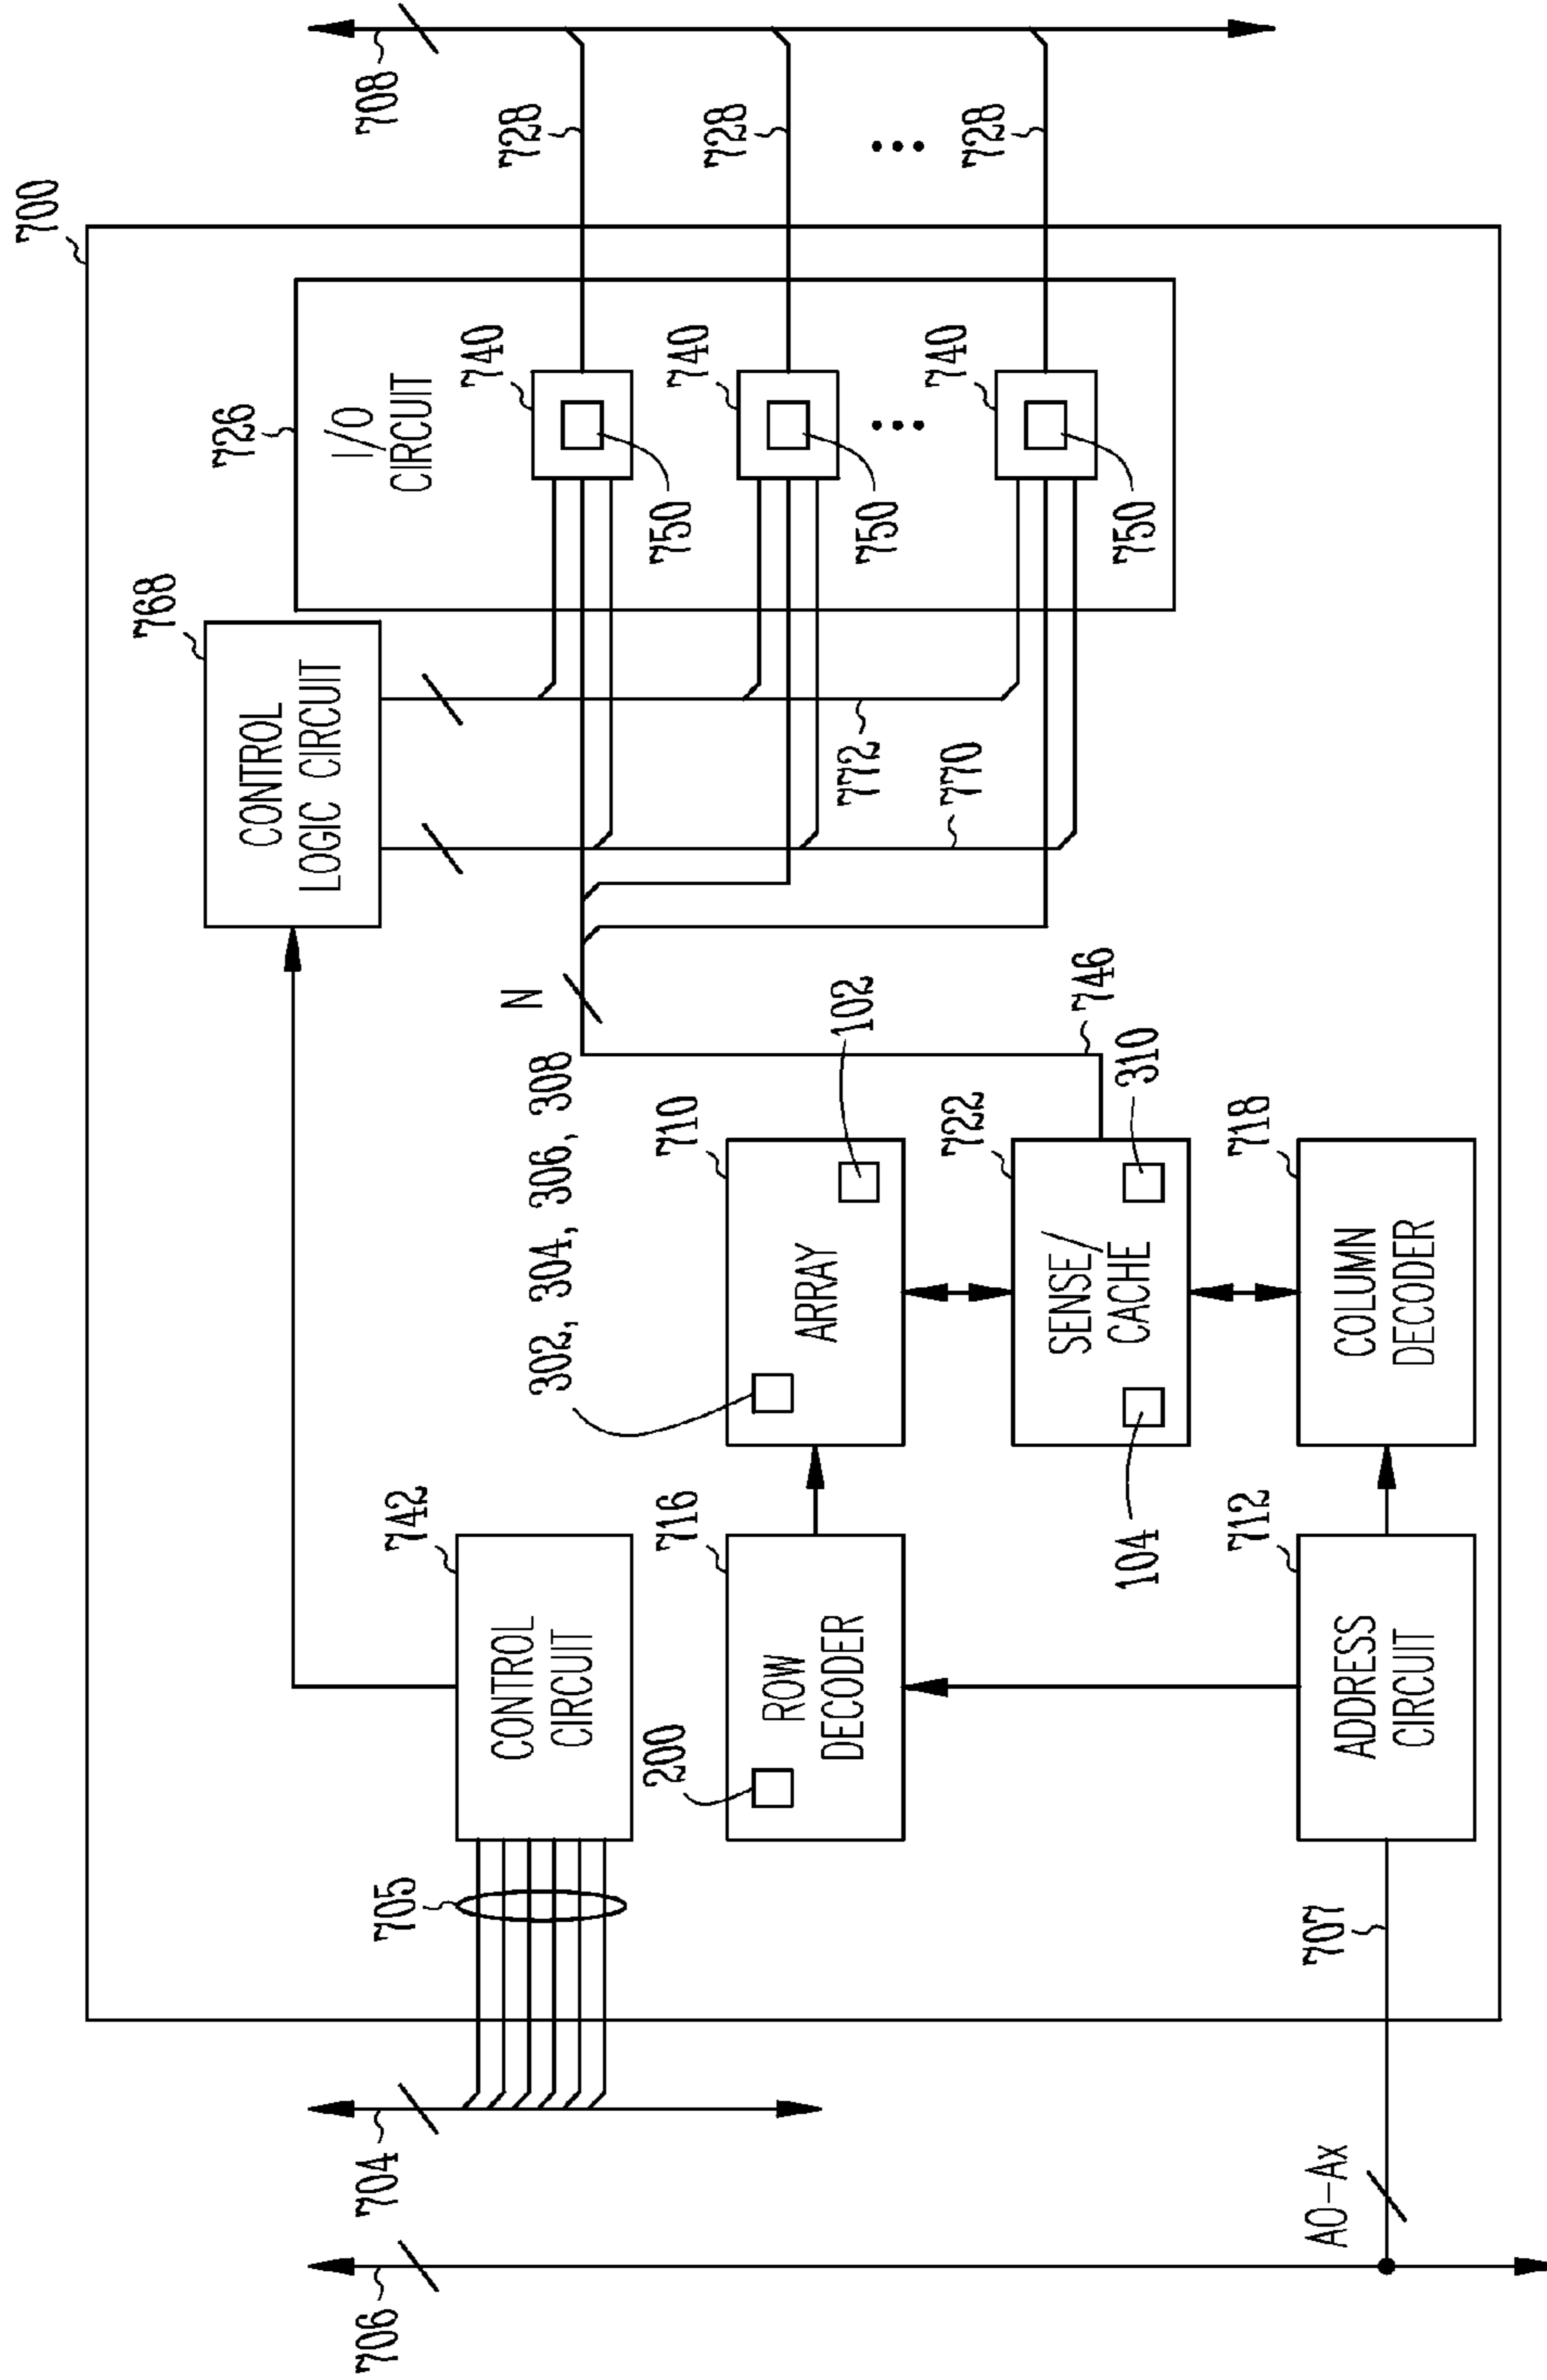 700
708
726
I/O
CIRCUIT
728
728
728
740
740
740
750
750
750
768
CONTROL
LOGIC CIRCUIT
772
770
N
746
302, 304, 306, 308
710
ARRAY
102
722
SENSE/
CACHE
310
104
718
COLUMN
DECODER
742
CONTROL
CIRCUIT
716
ROW
DECODER
200
712
ADDRESS
CIRCUIT
705
707
704
706
A0-Ax